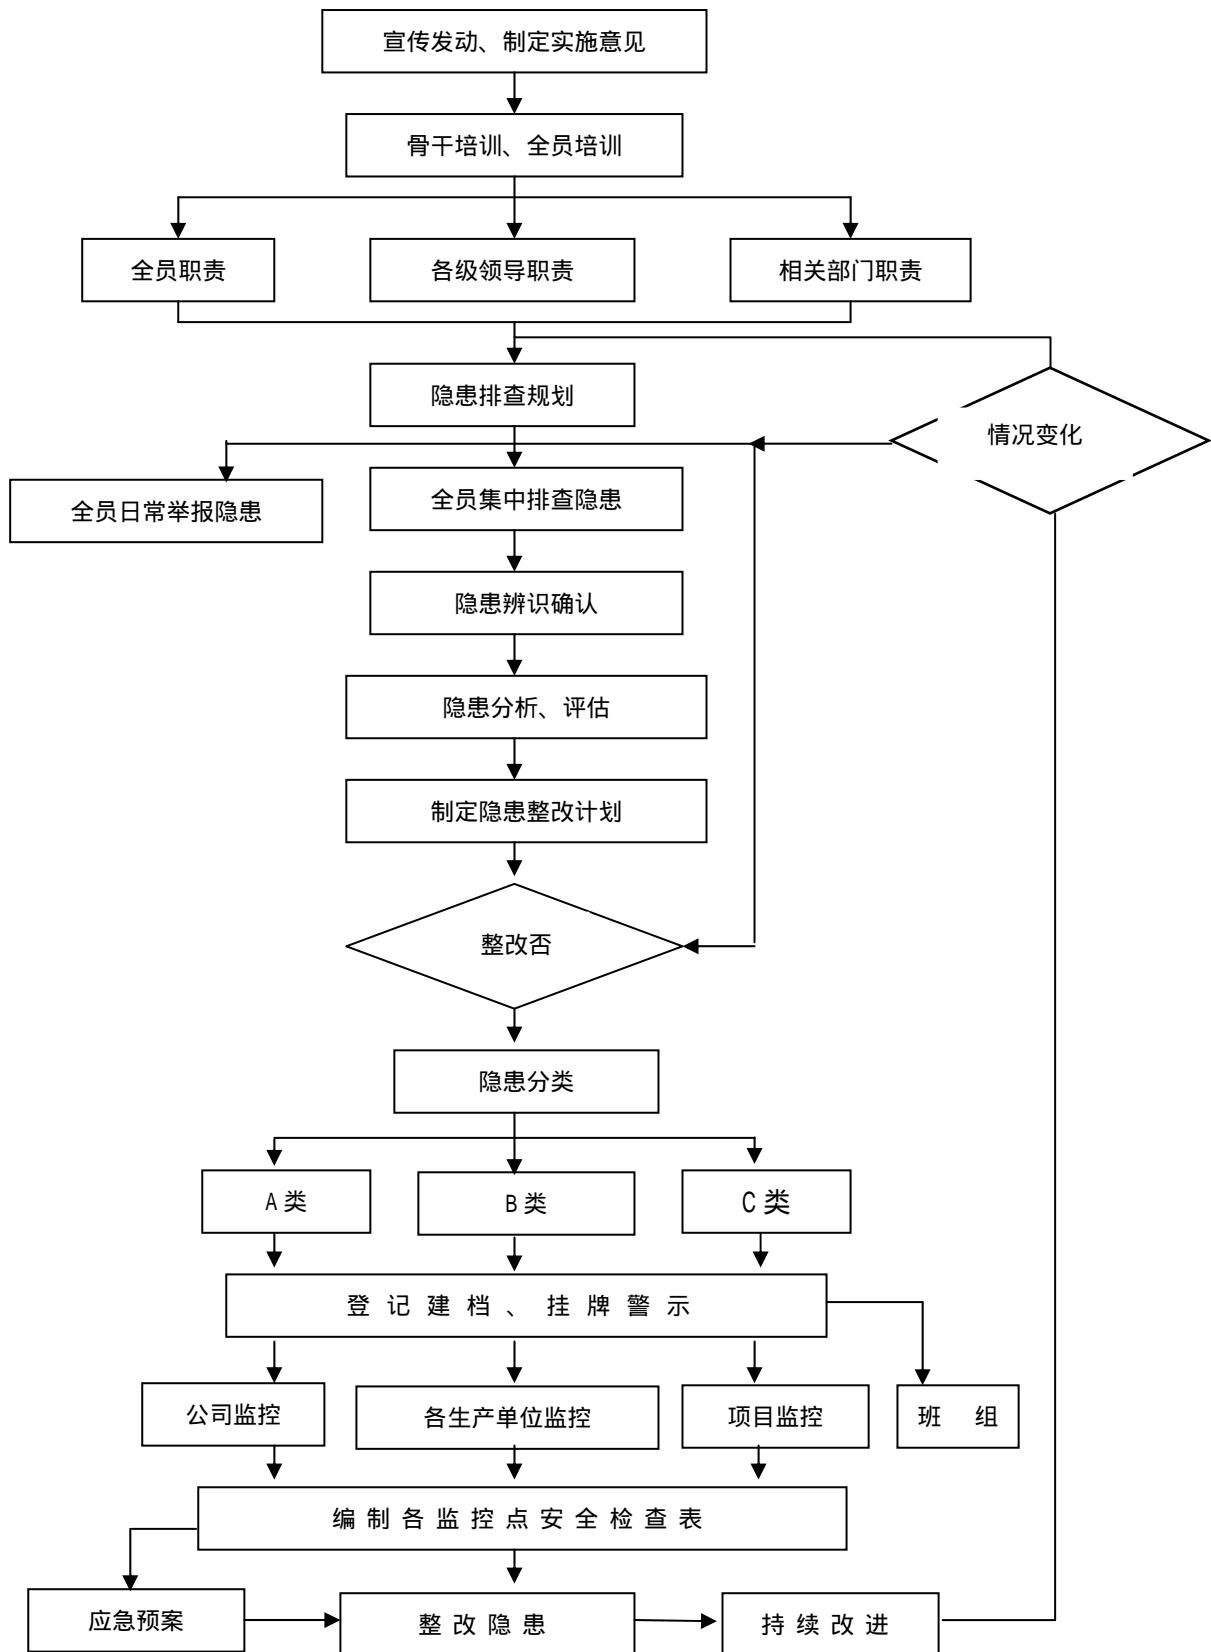 宣传发动、制定实施意见
骨干培训、全员培训
全员职责
各级领导职责
相关部门职责
隐患排查规划
情况变化
全员日常举报隐患
全员集中排查隐患
隐患辨识确认
隐患分析、评估
制定隐患整改计划
整改否
隐患分类
A 类
B 类
C 类
登 记 建 档 、 挂 牌 警 示
公司监控
各生产单位监控
项目监控
班 组
编 制 各 监 控 点 安 全 检 查 表
应急预案
整 改 隐 患
持 续 改 进